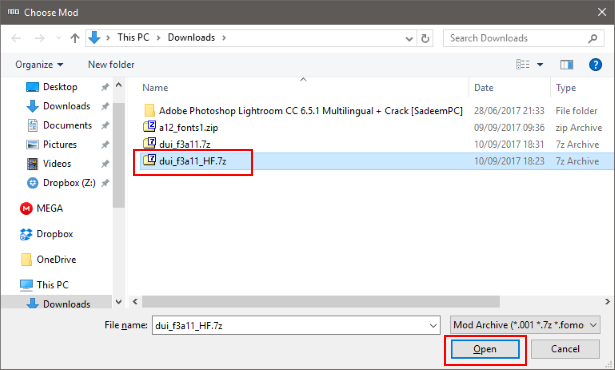 Choose Mod
This PC > Downloads >
Search Downloads
Organize
New folder
Desktop
Downloads
Documents
Pictures
Videos
Dropbox (Z:)
MEGA
Dropbox
OneDrive
This PC
Downloads
Name
Date modified
Type
Adobe Photoshop Lightroom CC 6.5.1 Multilingual + Crack [SadeemPC] 28/06/2017 21:33 File folder
a12_fonts1.zip 09/09/2017 09:36 zip Archive
dui_f3a11.7z 10/09/2017 18:31 7z Archive
dui_f3a11_HF.7z 10/09/2017 18:23 7z Archive
File name: dui_f3a11_HF.7z Mod Archive (*.001 *.7z *.fomo
Open Cancel